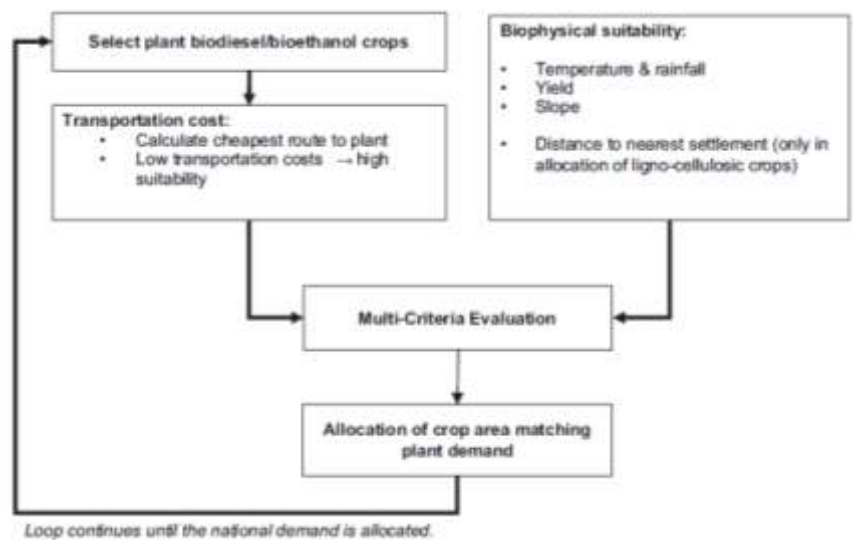 Select plant biodiesel/bioethanol crops
Transportation cost:
• Calculate cheapest route to plant
• Low transportation costs → high
suitability
Biophysical suitability:
• Temperature & rainfall
• Yield
• Slope
• Distance to nearest settlement (only in
allocation of ligno-cellulosic crops)
Multi-Criteria Evaluation
Allocation of crop area matching
plant demand
Loop continues until the national demand is allocated.